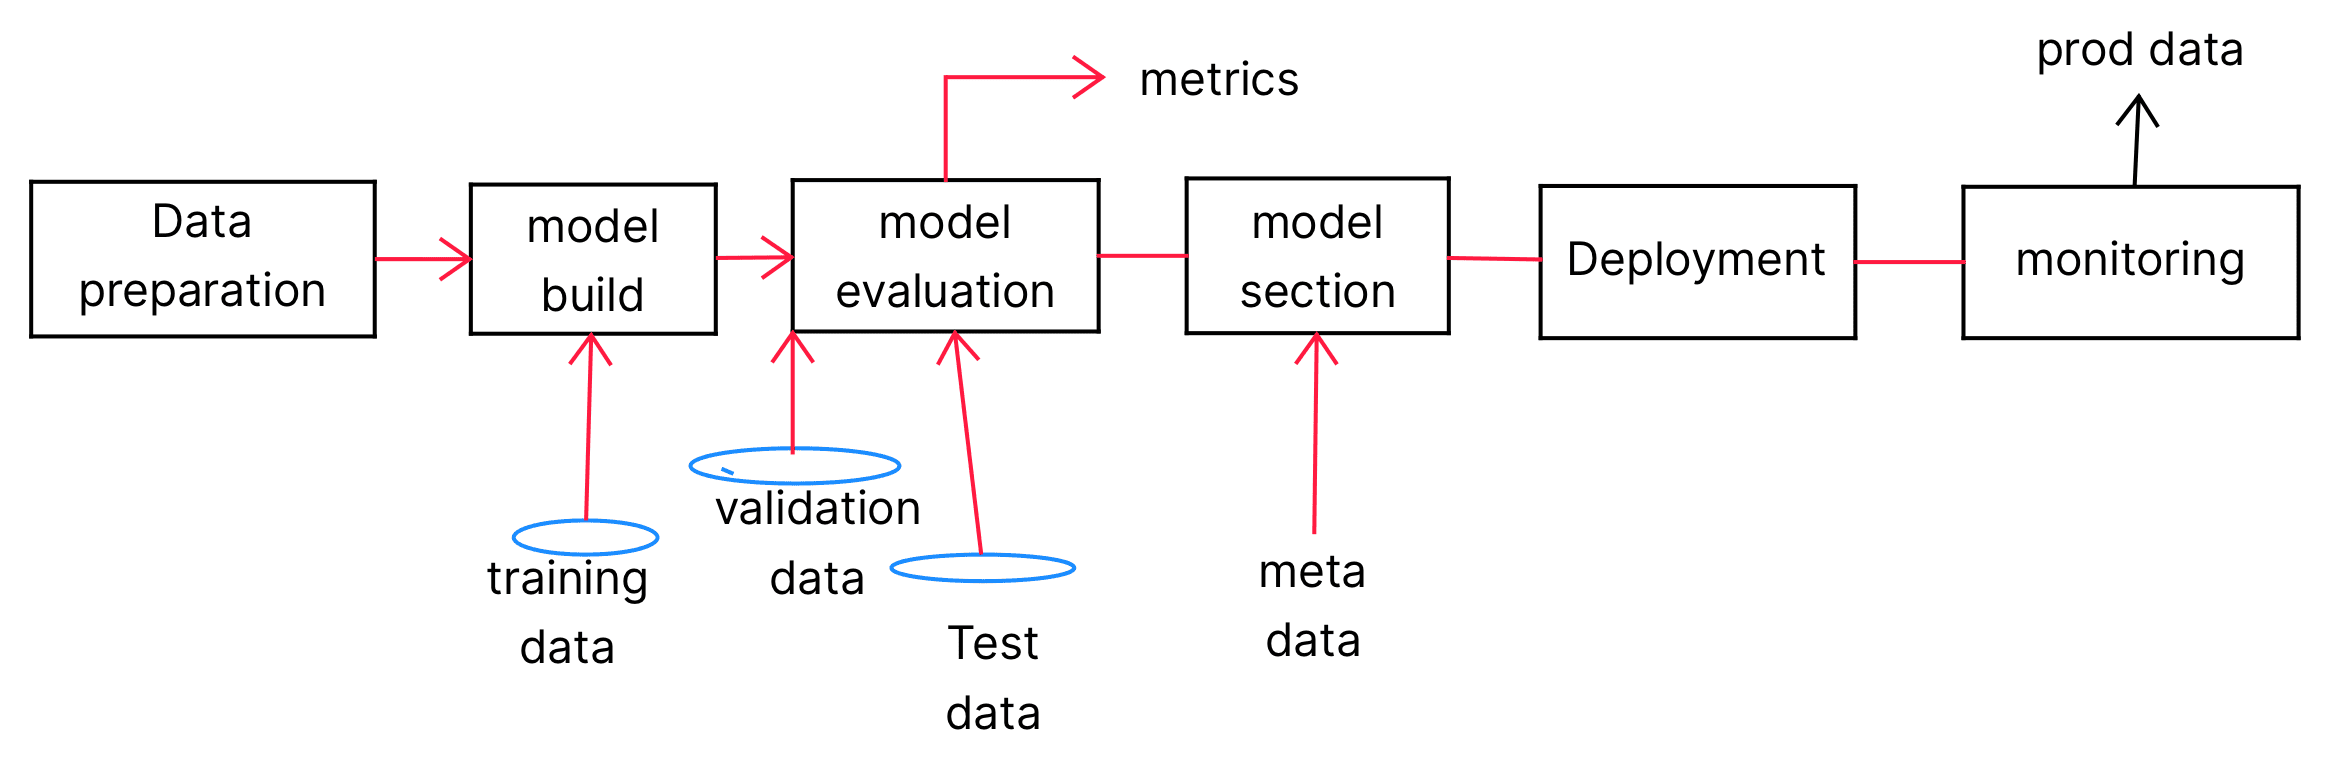 prod data
metrics
Data
preparation
model
build
model
evaluation
model
section
Deployment
monitoring
training
data
validation
data
Test
data
meta
data